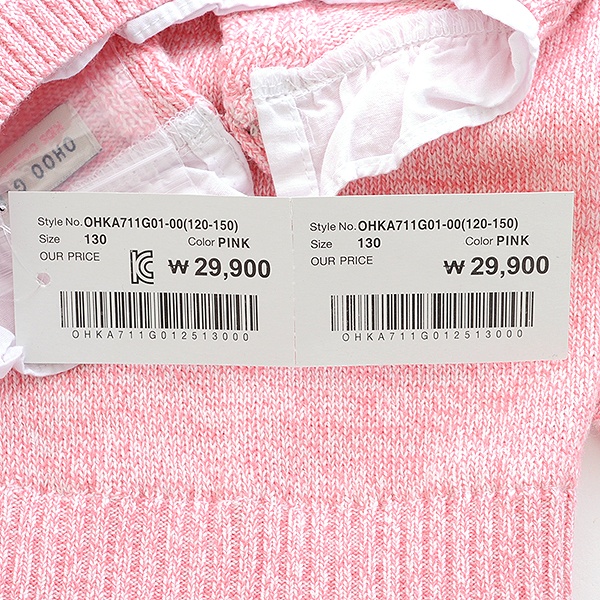 OHOO G
Style No.OHKA711G01-00(120-150)
Size 130 Color PINK
OUR PRICE ₩ 29,900
OHKA711G012513000
Style No.OHKA711G01-00(120-150)
Size 130 Color PINK
OUR PRICE ₩ 29,900
OHKA711G012513000